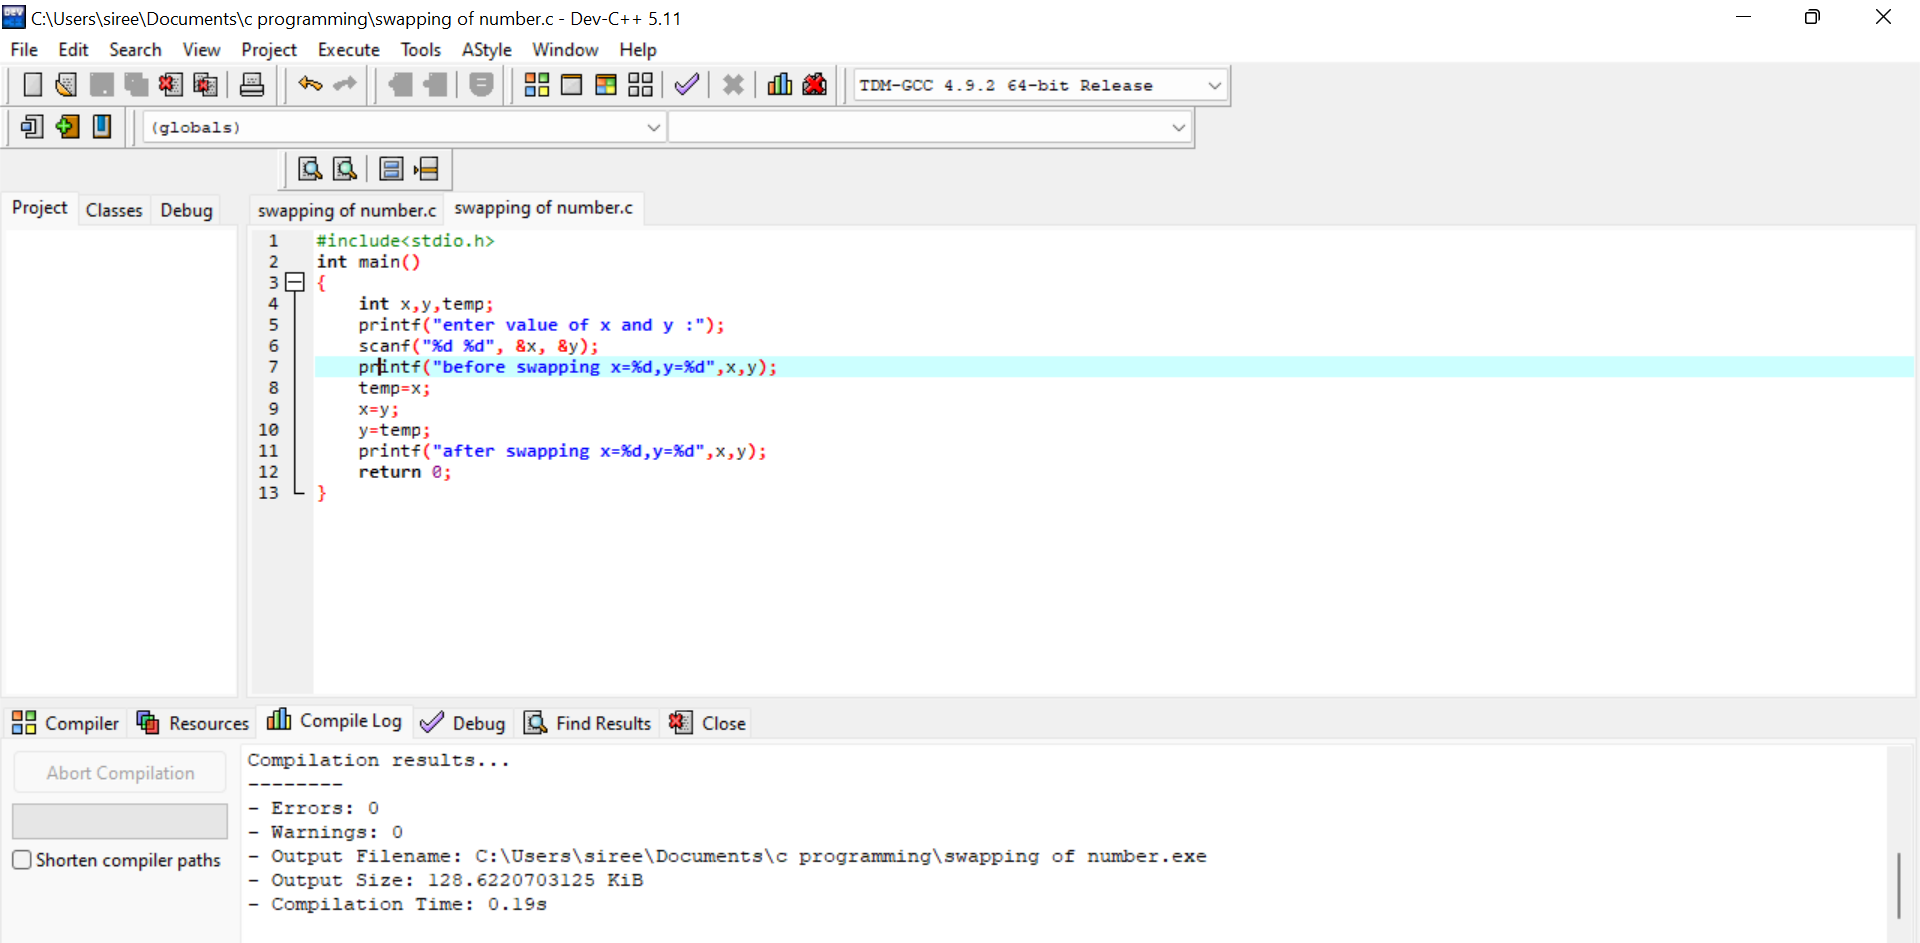 C:\Users\siree\Documents\c programming\swapping of number.c - Dev-C++ 5.11
File Edit Search View Project Execute Tools AStyle Window Help
TDM-GCC 4.9.2 64-bit Release
(globals)
Project Classes Debug swapping of number.c swapping of number.c
1 #include<stdio.h>
2 int main()
3 {
4 int x,y,temp;
5 printf("enter value of x and y :");
6 scanf("%d %d", &x, &y);
7 printf("before swapping x=%d,y=%d",x,y);
8 temp=x;
9 x=y;
10 y=temp;
11 printf("after swapping x=%d,y=%d",x,y);
12 return 0;
13 }
Compiler Resources Compile Log Debug Find Results Close
Abort Compilation
Shorten compiler paths
Compilation results...
--------
- Errors: 0
- Warnings: 0
- Output Filename: C:\Users\siree\Documents\c programming\swapping of number.exe
- Output Size: 128.6220703125 KiB
- Compilation Time: 0.19s